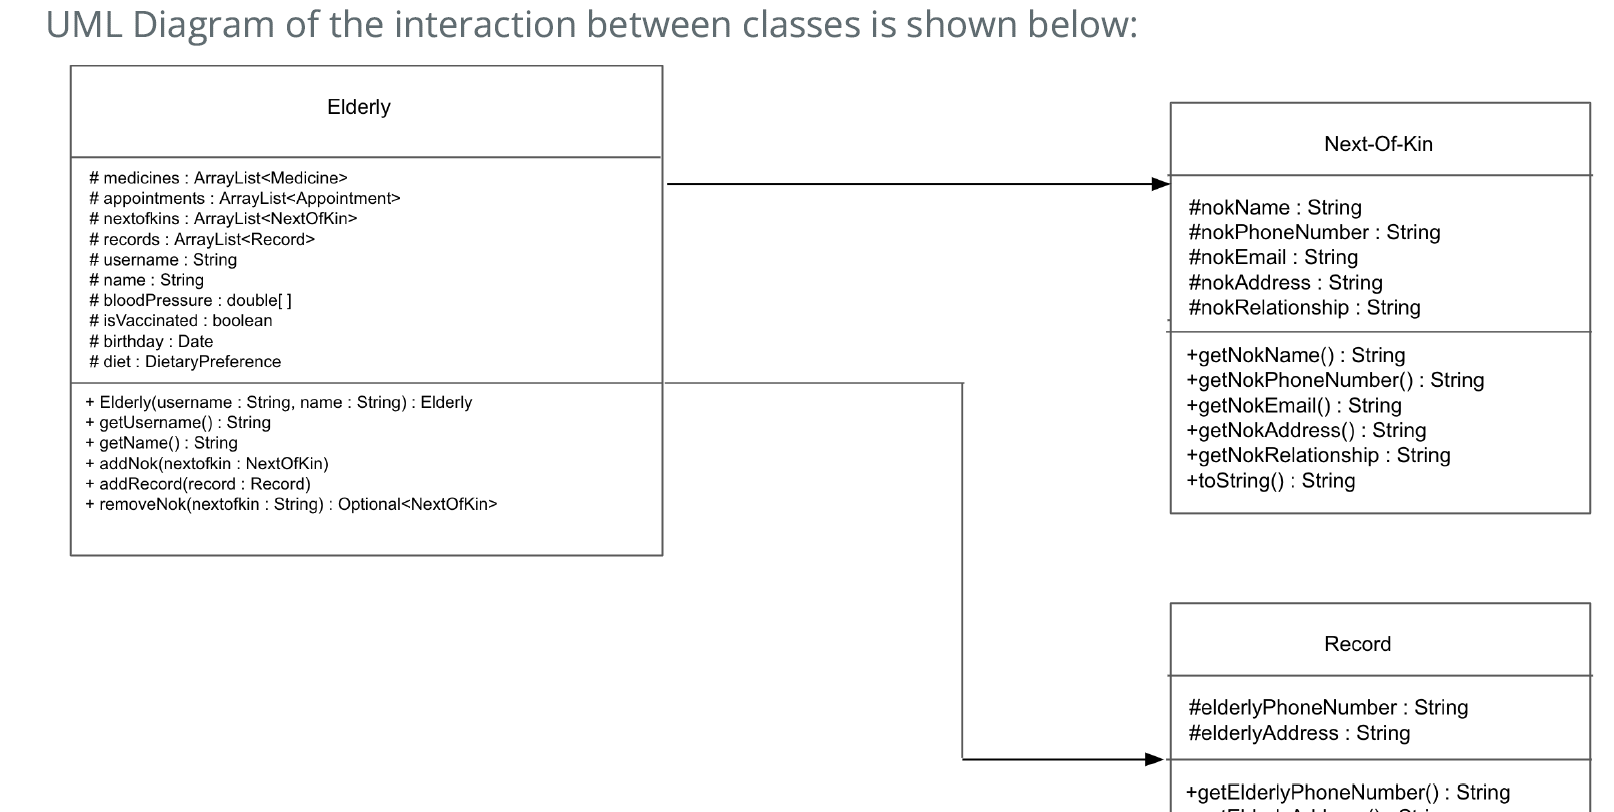 UML Diagram of the interaction between classes is shown below:
Elderly
# medicines : ArrayList<Medicine>
# appointments : ArrayList<Appointment>
# nextofkins : ArrayList<NextOfKin>
# records : ArrayList<Record>
# username : String
# name : String
# bloodPressure : double[ ]
# isVaccinated : boolean
# birthday : Date
# diet : DietaryPreference
+ Elderly(username : String, name : String) : Elderly
+ getUsername() : String
+ getName() : String
+ addNok(nextofkin : NextOfKin)
+ addRecord(record : Record)
+ removeNok(nextofkin : String) : Optional<NextOfKin>
Next-Of-Kin
#nokName : String
#nokPhoneNumber : String
#nokEmail : String
#nokAddress : String
#nokRelationship : String
+getNokName() : String
+getNokPhoneNumber() : String
+getNokEmail() : String
+getNokAddress() : String
+getNokRelationship : String
+toString() : String
Record
#elderlyPhoneNumber : String
#elderlyAddress : String
+getElderlyPhoneNumber() : String